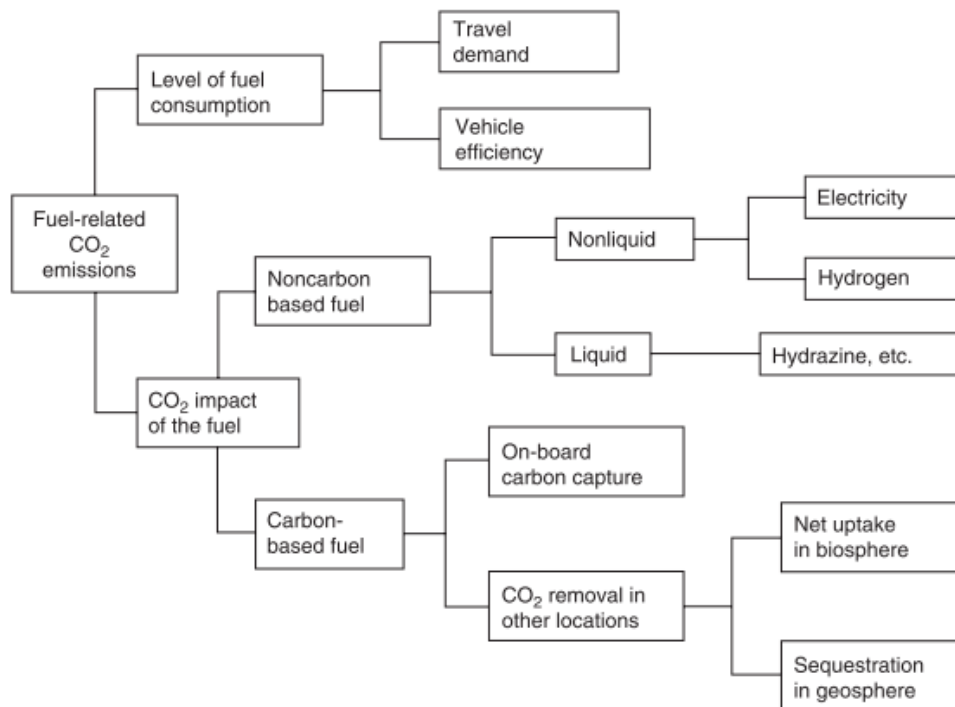 Travel
demand
Level of fuel
consumption
Vehicle
efficiency
Fuel-related
CO₂
emissions
Electricity
Nonliquid
Noncarbon
based fuel
Hydrogen
Liquid
Hydrazine, etc.
CO₂ impact
of the fuel
On-board
carbon capture
Carbon-
based fuel
Net uptake
in biosphere
CO₂ removal in
other locations
Sequestration
in geosphere